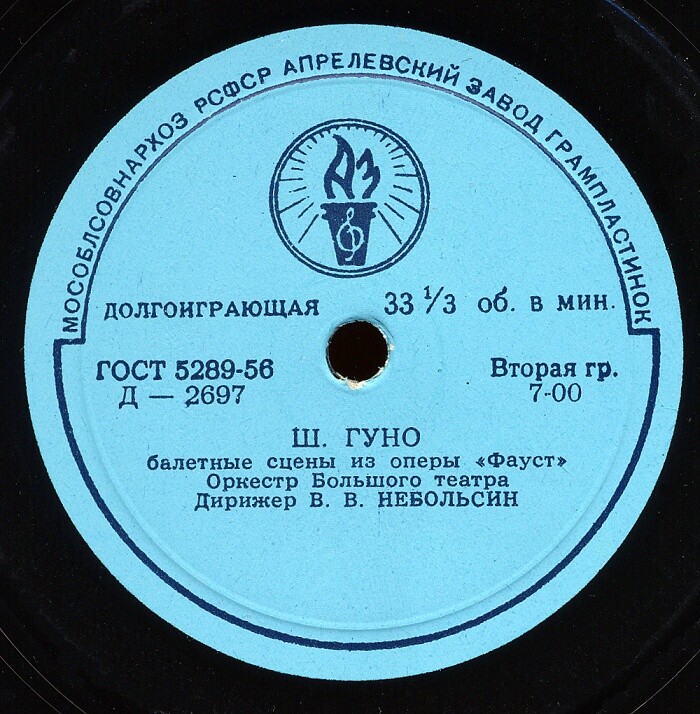 МОСОБЛСОВНАРХОЗ РСФСР АПРЕЛЕВСКИЙ ЗАВОД ГРАМПЛАСТИНОК
АЗ
ДОЛГОИГРАЮЩАЯ 33 1/3 об. в мин.
ГОСТ 5289-56 Вторая гр.
Д — 2697 7-00
Ш. ГУНО
балетные сцены из оперы «Фауст»
Оркестр Большого театра
Дирижер В. В. НЕБОЛЬСИН